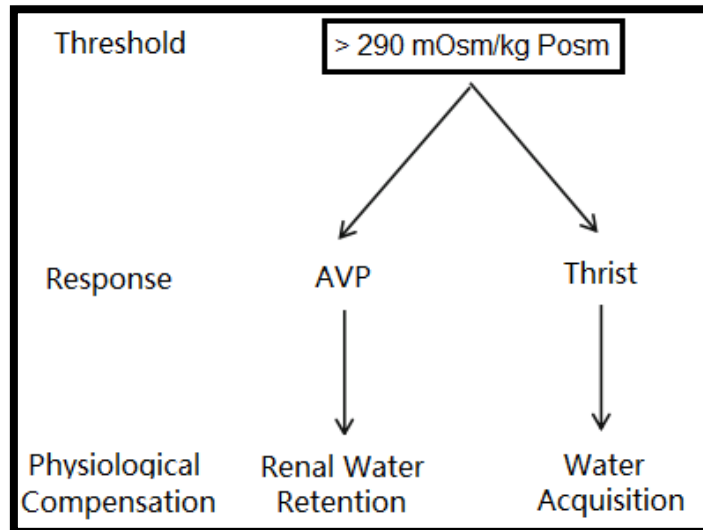 Threshold
> 290 mOsm/kg Posm
Response
AVP
Thrist
Physiological
Compensation
Renal Water
Retention
Water
Acquisition